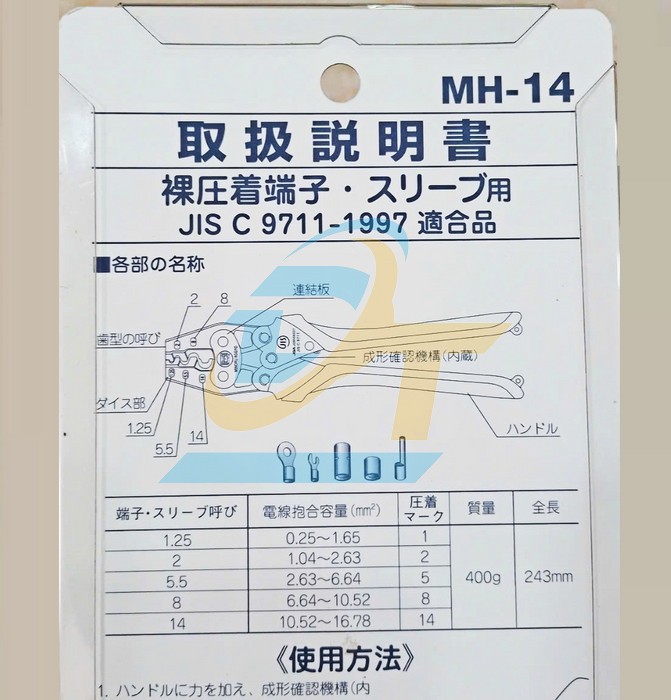 MH-14
取扱説明書
裸圧着端子・スリーブ用
JIS C 9711-1997 適合品
■各部の名称
2
8
連結板
歯型の呼び
成形確認機構(内蔵)
ダイス部
1.25
5.5
14
ハンドル
端子・スリーブ呼び 電線抱合容量(mm²) 圧着マーク 質量 全長
1.25 0.25～1.65 1
2 1.04～2.63 2
5.5 2.63～6.64 5 400g 243mm
8 6.64～10.52 8
14 10.52～16.78 14
《使用方法》
1. ハンドルに力を加え、成形確認機構(内